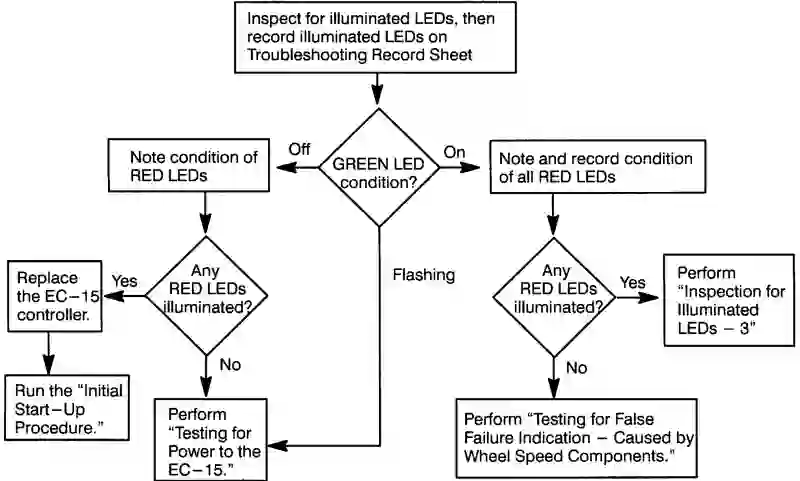 Inspect for illuminated LEDs, then
record illuminated LEDs on
Troubleshooting Record Sheet
Off
GREEN LED
condition?
On
Note condition of
RED LEDs
Note and record condition
of all RED LEDs
Replace
the EC–15
controller.
Yes
Any
RED LEDs
illuminated?
Flashing
Any
RED LEDs
illuminated?
Yes
Perform
“Inspection for
Illuminated
LEDs – 3”
No
No
Run the “Initial
Start–Up
Procedure.”
Perform
“Testing for
Power to the
EC–15.”
Perform “Testing for False
Failure Indication – Caused by
Wheel Speed Components.”